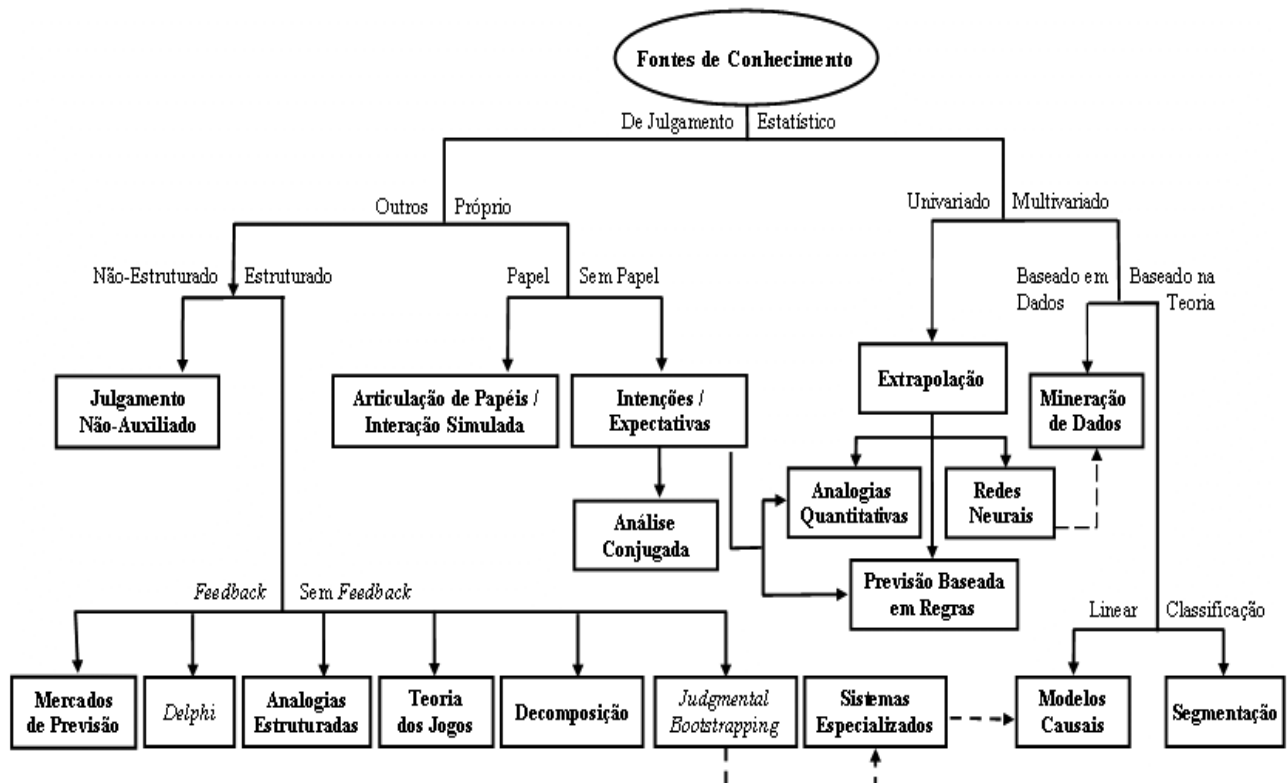 Fontes de Conhecimento
De Julgamento Estatístico
Outros Próprio
Univariado Multivariado
Não-Estruturado Estruturado
Papel Sem Papel
Baseado em Dados
Baseado na Teoria
Julgamento
Não-Auxiliado
Articulação de Papéis /
Interação Simulada
Intenções /
Expectativas
Extrapolação
Mineração
de Dados
Análise
Conjugada
Analogias
Quantitativas
Redes
Neurais
Previsão Baseada
em Regras
Feedback Sem Feedback
Linear Classificação
Mercados
de Previsão
Delphi
Analogias
Estruturadas
Teoria
dos Jogos
Decomposição
Judgmental
Bootstrapping
Sistemas
Especializados
Modelos
Causais
Segmentação